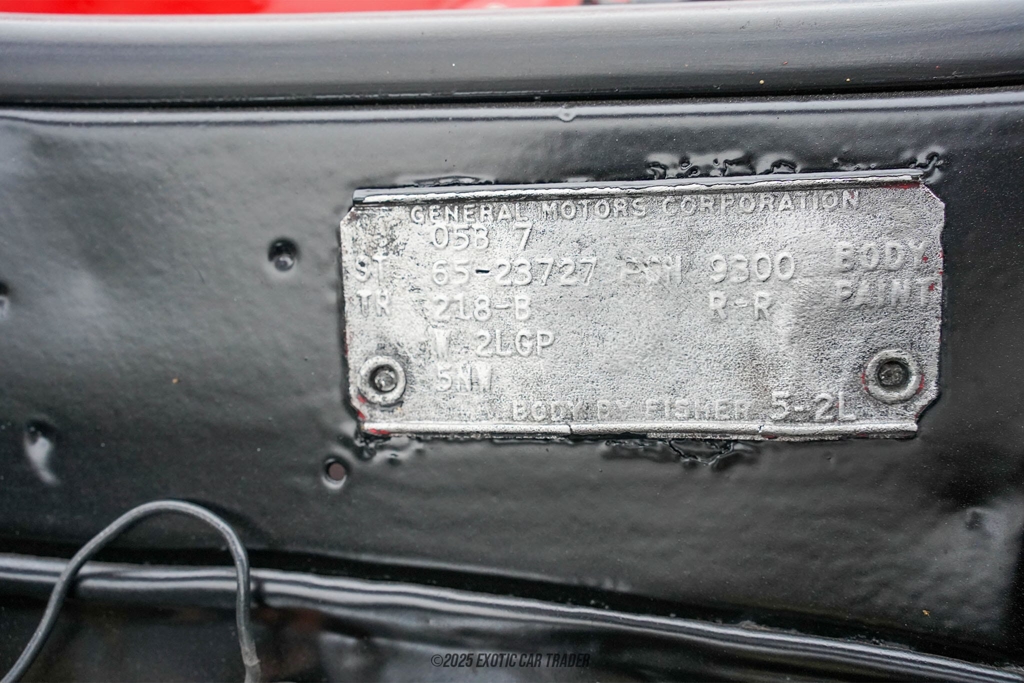 GENERAL MOTORS CORPORATION
05B 7
ST 65-23727 9300 BODY
TR 218-B R-R PAINT
W 2LGP
5NW
BODY BY FISHER 5-2L
©2025 EXOTIC CAR TRADER